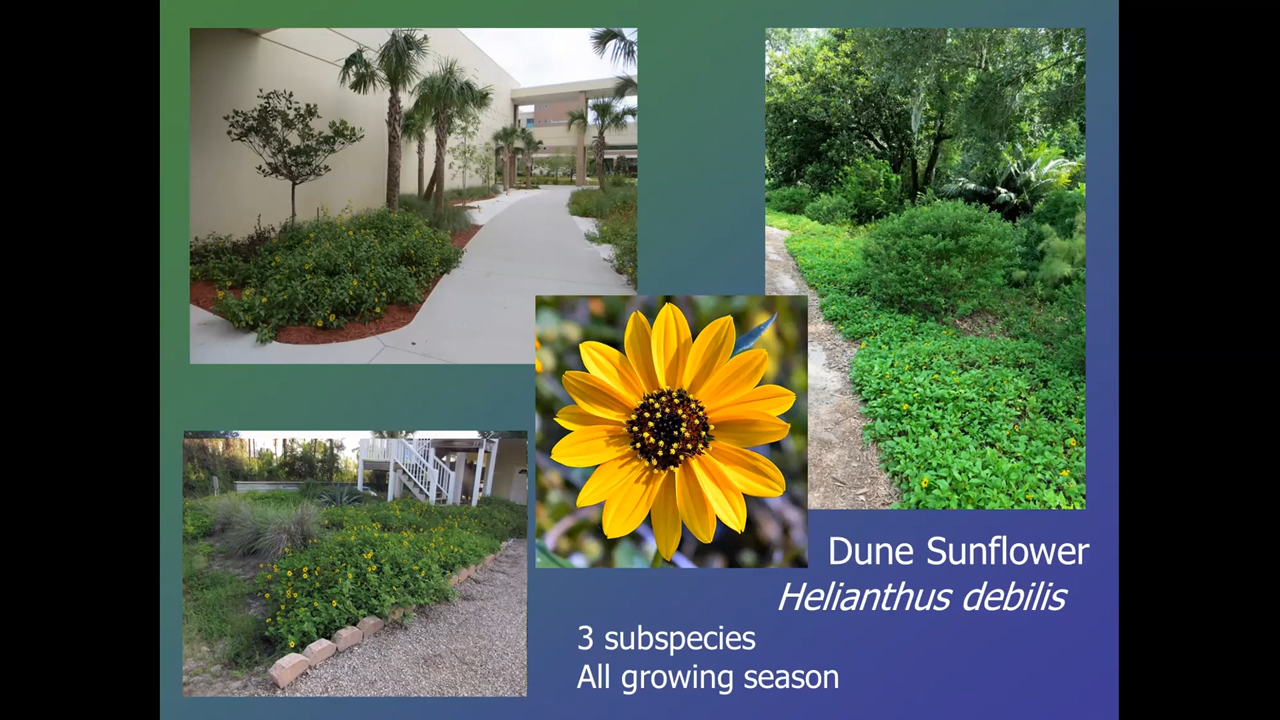 Dune Sunflower
Helianthus debilis
3 subspecies
All growing season